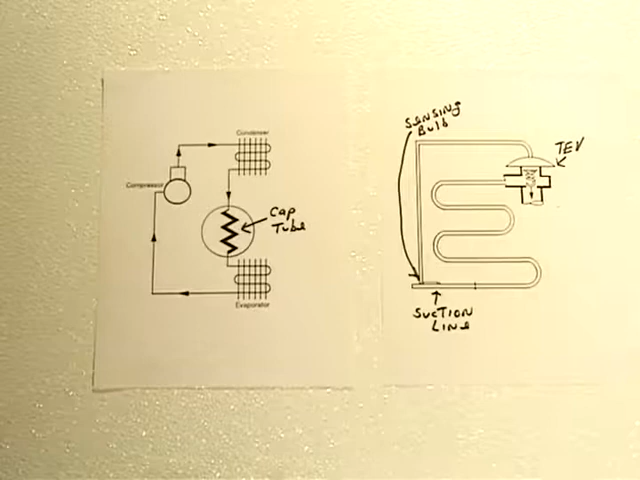 Condenser
Compressor
Cap
Tube
Evaporator
SENSING
Bulb
TEV
SUCTION
LINE